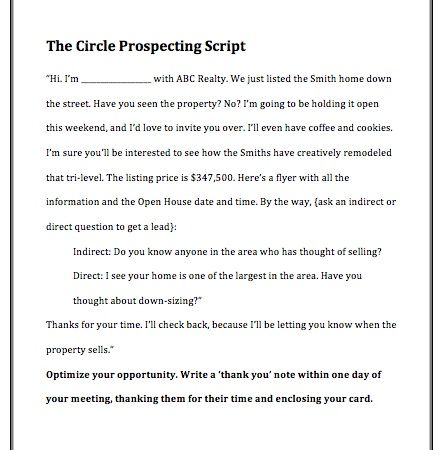 The Circle Prospecting Script
“Hi. I’m ________________ with ABC Realty. We just listed the Smith home down
the street. Have you seen the property? No? I’m going to be holding it open
this weekend, and I’d love to invite you over. I’ll even have coffee and cookies.
I’m sure you’ll be interested to see how the Smiths have creatively remodeled
that tri-level. The listing price is $347,500. Here’s a flyer with all the
information and the Open House date and time. By the way, {ask an indirect or
direct question to get a lead}:
Indirect: Do you know anyone in the area who has thought of selling?
Direct: I see your home is one of the largest in the area. Have you
thought about down-sizing?”
Thanks for your time. I’ll check back, because I’ll be letting you know when the
property sells.”
Optimize your opportunity. Write a ‘thank you’ note within one day of
your meeting, thanking them for their time and enclosing your card.